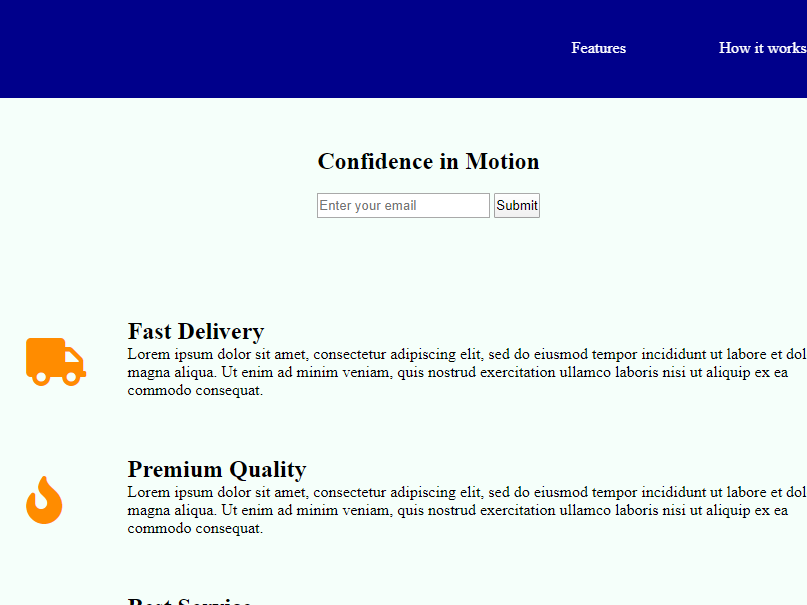 Features How it works
Confidence in Motion
Enter your email Submit
Fast Delivery
Lorem ipsum dolor sit amet, consectetur adipiscing elit, sed do eiusmod tempor incididunt ut labore et dol
magna aliqua. Ut enim ad minim veniam, quis nostrud exercitation ullamco laboris nisi ut aliquip ex ea
commodo consequat.
Premium Quality
Lorem ipsum dolor sit amet, consectetur adipiscing elit, sed do eiusmod tempor incididunt ut labore et dol
magna aliqua. Ut enim ad minim veniam, quis nostrud exercitation ullamco laboris nisi ut aliquip ex ea
commodo consequat.
Best Service